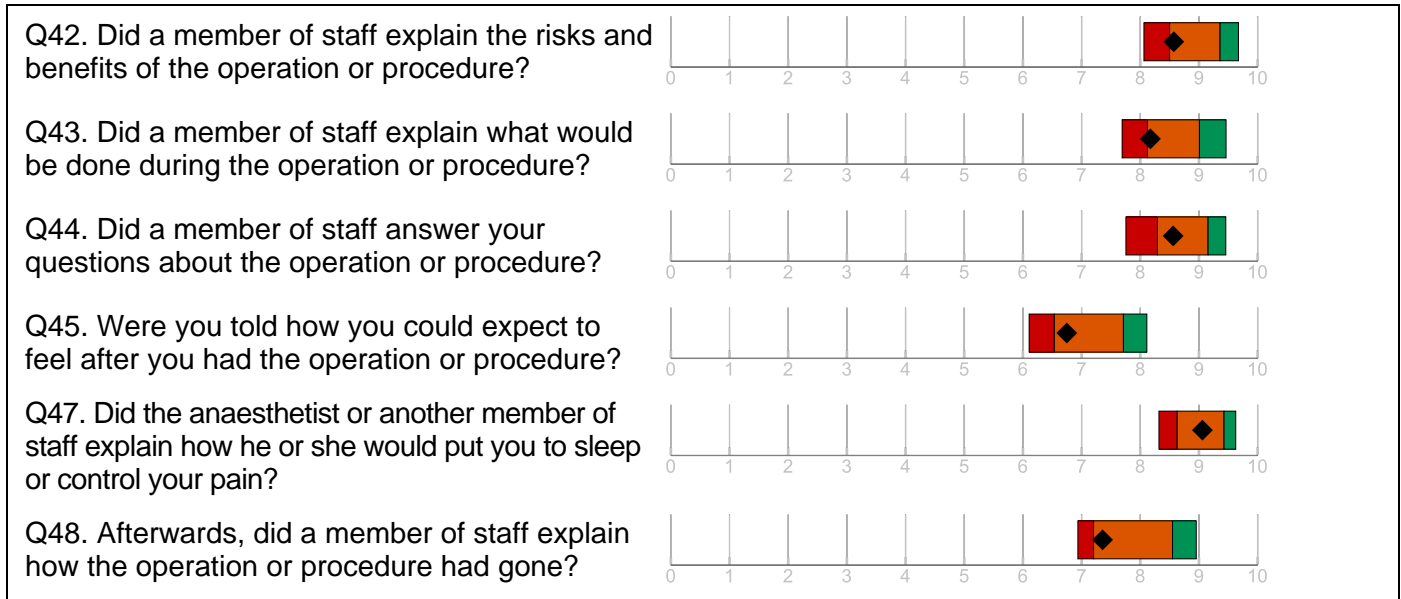 Q42. Did a member of staff explain the risks and
benefits of the operation or procedure?
0 1 2 3 4 5 6 7 8 9 10
Q43. Did a member of staff explain what would
be done during the operation or procedure?
0 1 2 3 4 5 6 7 8 9 10
Q44. Did a member of staff answer your
questions about the operation or procedure?
0 1 2 3 4 5 6 7 8 9 10
Q45. Were you told how you could expect to
feel after you had the operation or procedure?
0 1 2 3 4 5 6 7 8 9 10
Q47. Did the anaesthetist or another member of
staff explain how he or she would put you to sleep
or control your pain?
0 1 2 3 4 5 6 7 8 9 10
Q48. Afterwards, did a member of staff explain
how the operation or procedure had gone?
0 1 2 3 4 5 6 7 8 9 10